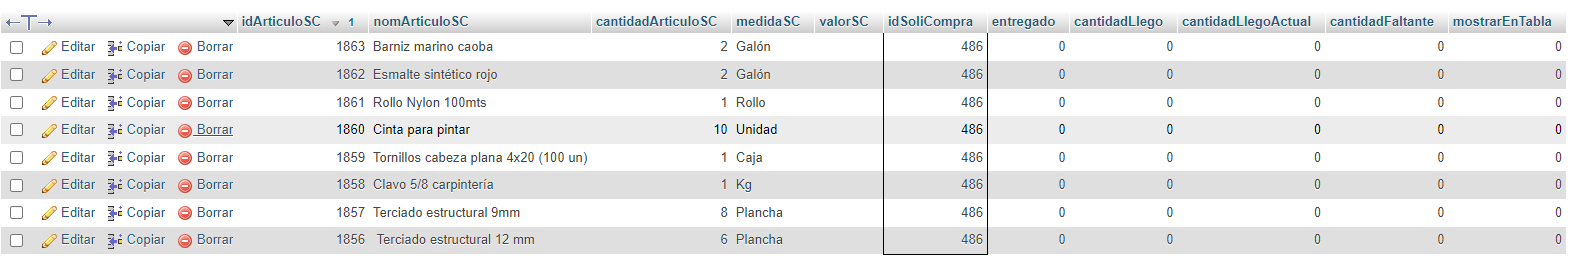 idArticuloSC 1 nomArticuloSC cantidadArticuloSC medidaSC valorSC idSoliCompra entregado cantidadLlego cantidadLlegoActual cantidadFaltante mostrarEnTabla
Editar Copiar Borrar 1863 Barniz marino caoba 2 Galón 486 0 0 0 0 0
Editar Copiar Borrar 1862 Esmalte sintético rojo 2 Galón 486 0 0 0 0 0
Editar Copiar Borrar 1861 Rollo Nylon 100mts 1 Rollo 486 0 0 0 0 0
Editar Copiar Borrar 1860 Cinta para pintar 10 Unidad 486 0 0 0 0 0
Editar Copiar Borrar 1859 Tornillos cabeza plana 4x20 (100 un) 1 Caja 486 0 0 0 0 0
Editar Copiar Borrar 1858 Clavo 5/8 carpintería 1 Kg 486 0 0 0 0 0
Editar Copiar Borrar 1857 Terciado estructural 9mm 8 Plancha 486 0 0 0 0 0
Editar Copiar Borrar 1856 Terciado estructural 12 mm 6 Plancha 486 0 0 0 0 0